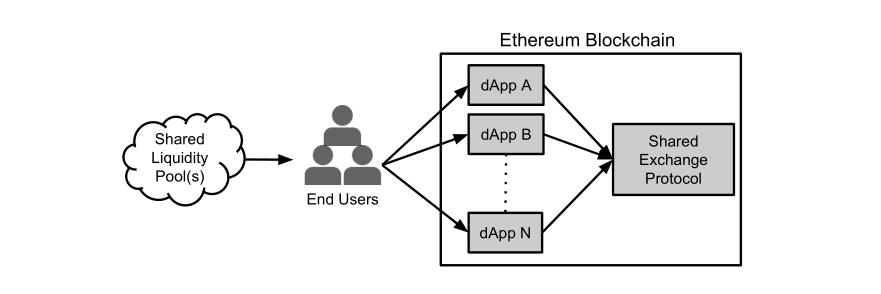 Ethereum Blockchain
Shared
Liquidity
Pool(s)
End Users
dApp A
dApp B
dApp N
Shared
Exchange
Protocol